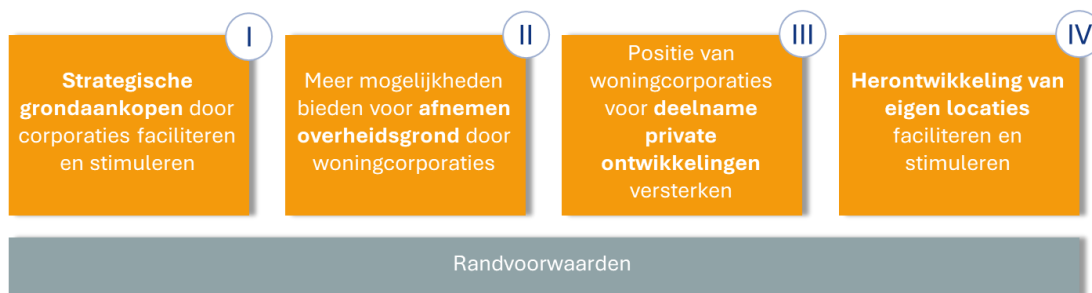 I
Strategische
grondaankopen door
corporaties faciliteren
en stimuleren
II
Meer mogelijkheden
bieden voor afnemen
overheidsgrond door
woningcorporaties
III
Positie van
woningcorporaties
voor deelname
private
ontwikkelingen
versterken
IV
Herontwikkeling van
eigen locaties
faciliteren en
stimuleren
Randvoorwaarden